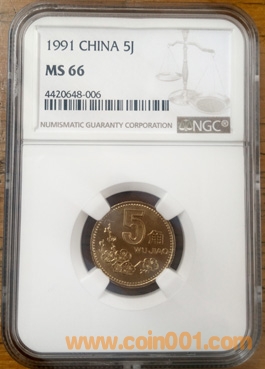 1991 CHINA 5J
MS 66
4420648-006
NUMISMATIC GUARANTY CORPORATION
NGC®
5角
WU JIAO
www.coin001.com